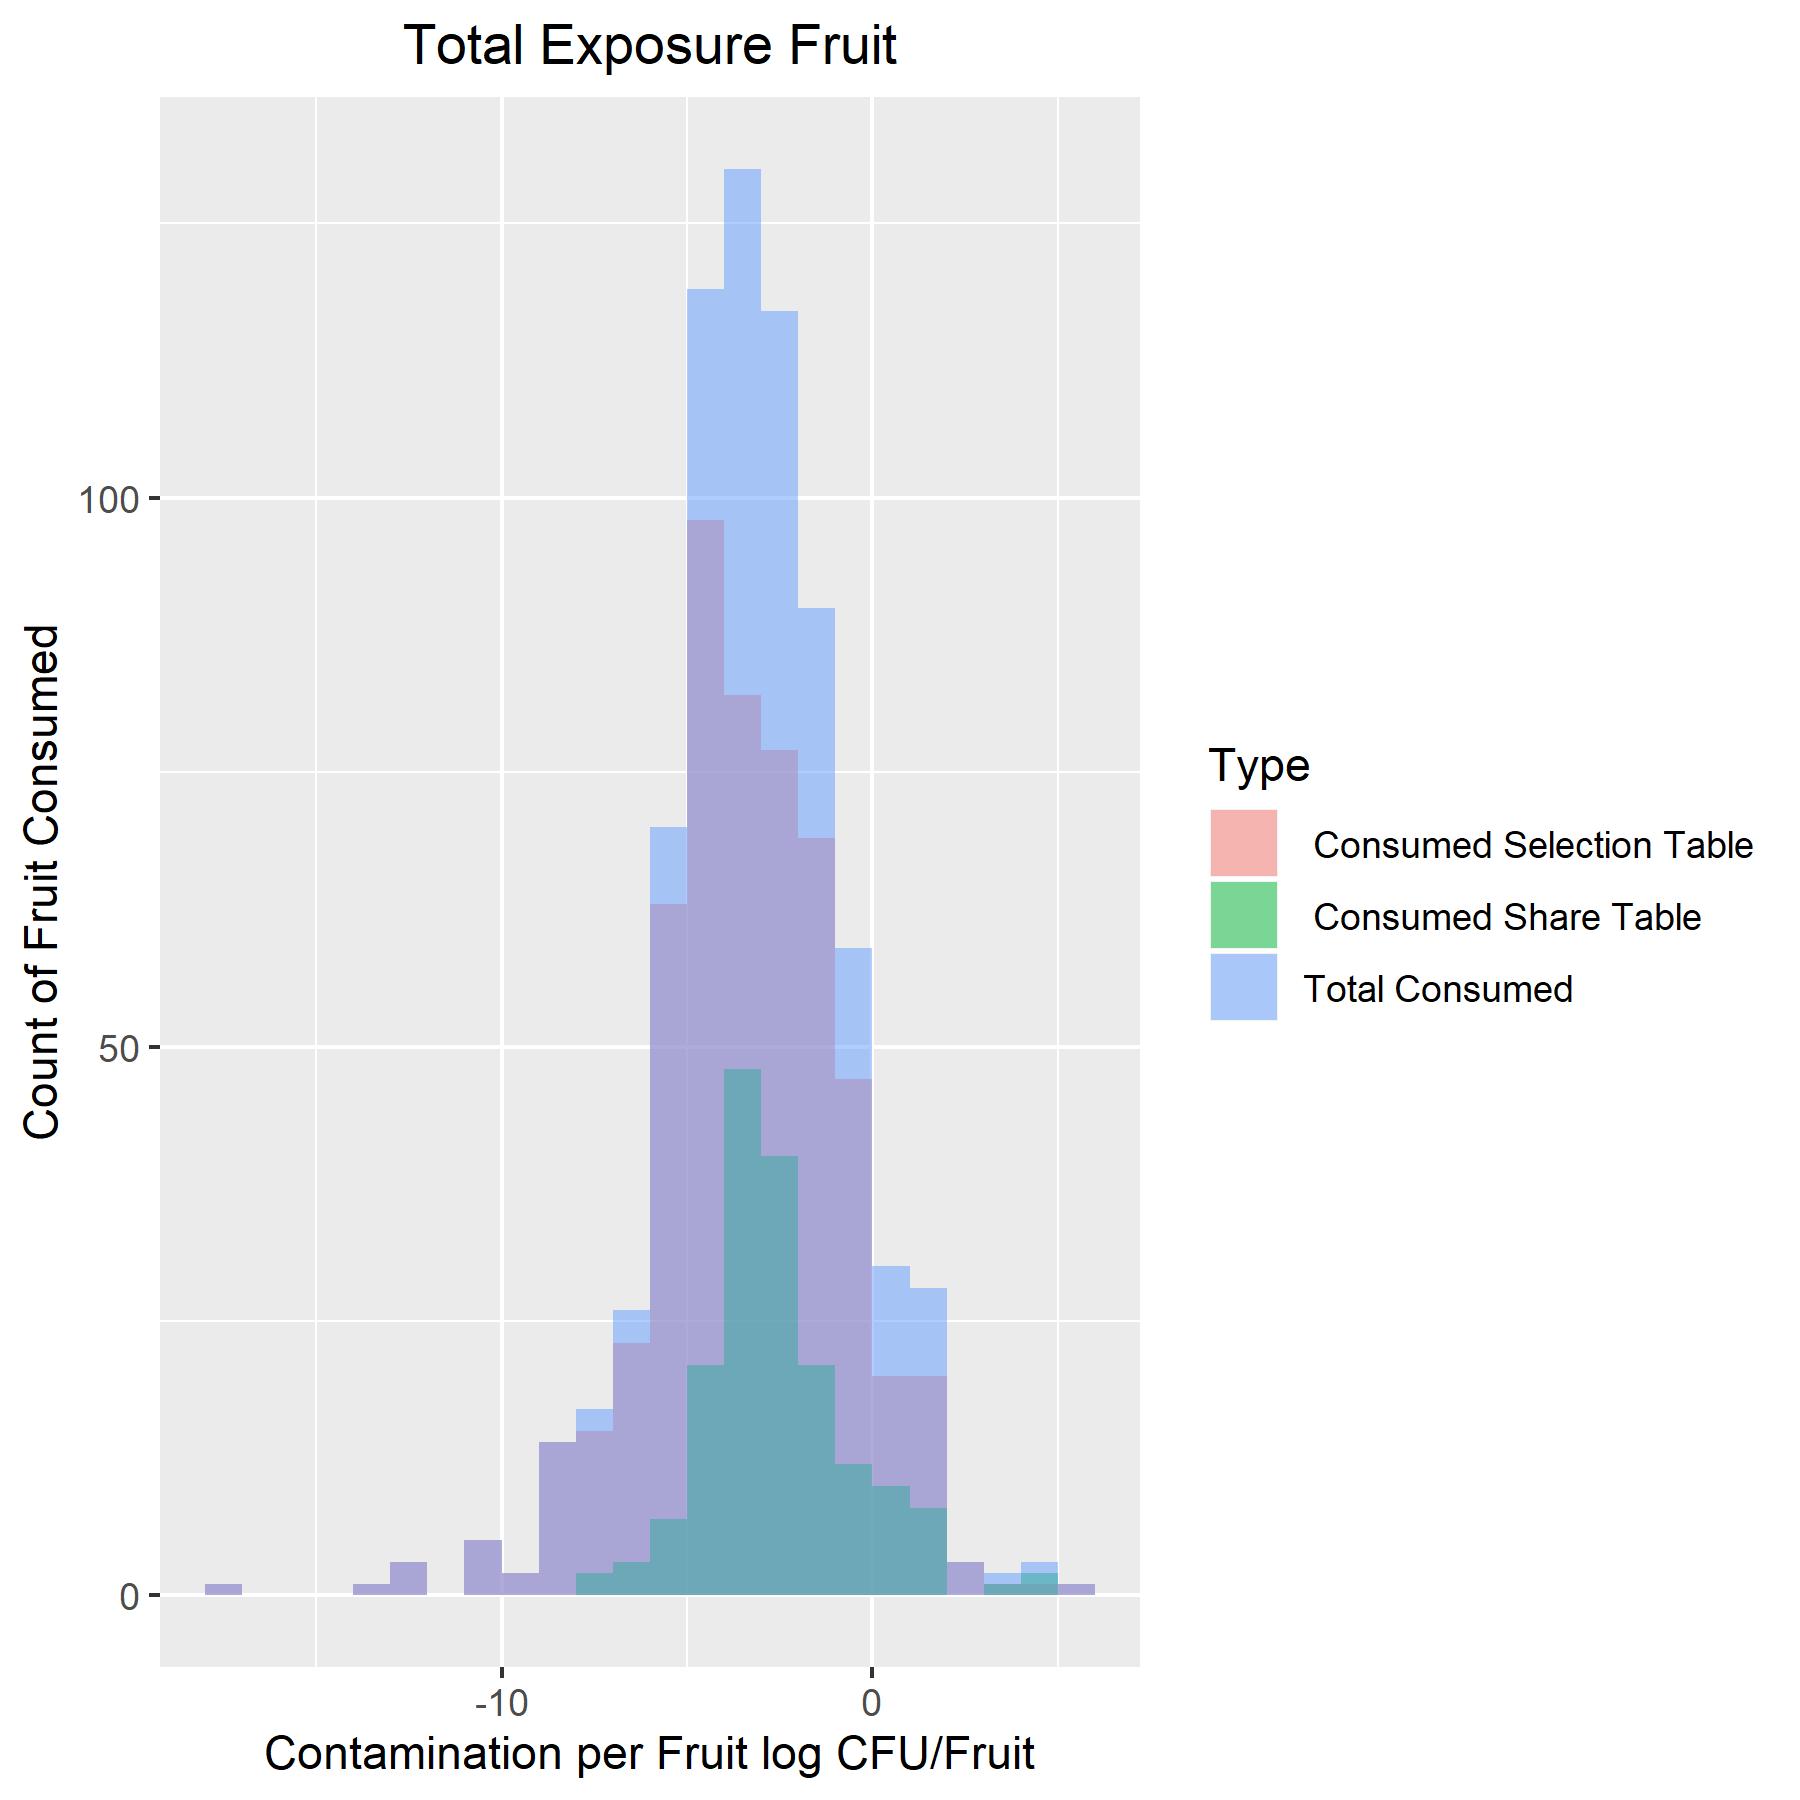 Total Exposure Fruit
Count of Fruit Consumed
100
50
0
-10
0
Contamination per Fruit log CFU/Fruit
Type
Consumed Selection Table
Consumed Share Table
Total Consumed